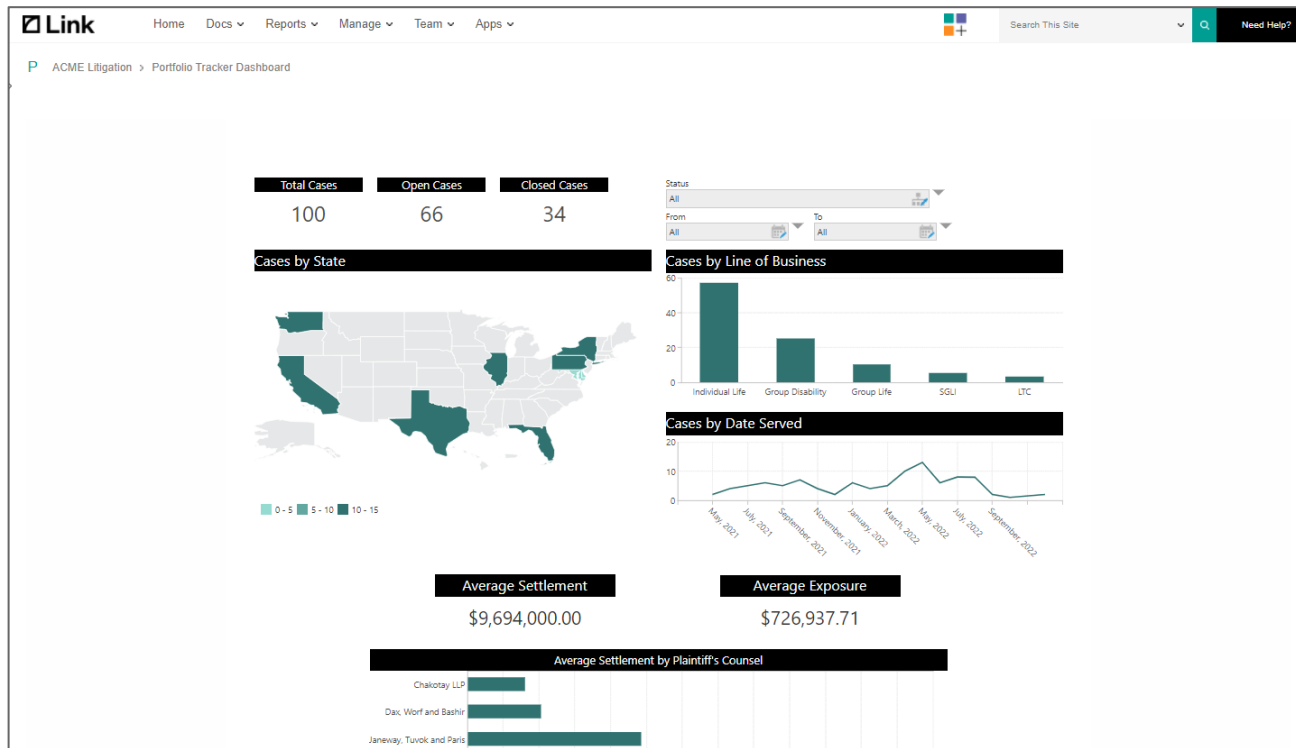 Link
Home Docs Reports Manage Team Apps
Search This Site
Need Help?
P ACME Litigation > Portfolio Tracker Dashboard
Total Cases Open Cases Closed Cases
100 66 34
Status
All
From To
All All
Cases by State
0 - 5 5 - 10 10 - 15
Cases by Line of Business
60
40
20
0
Individual Life Group Disability Group Life SGLI LTC
Cases by Date Served
20
10
0
May, 2021 July, 2021 September, 2021 November, 2021 January, 2022 March, 2022 May, 2022 July, 2022 September, 2022
Average Settlement Average Exposure
$9,694,000.00 $726,937.71
Average Settlement by Plaintiff's Counsel
Chakotay LLP
Dax, Worf and Bashir
Janeway, Tuvok and Paris